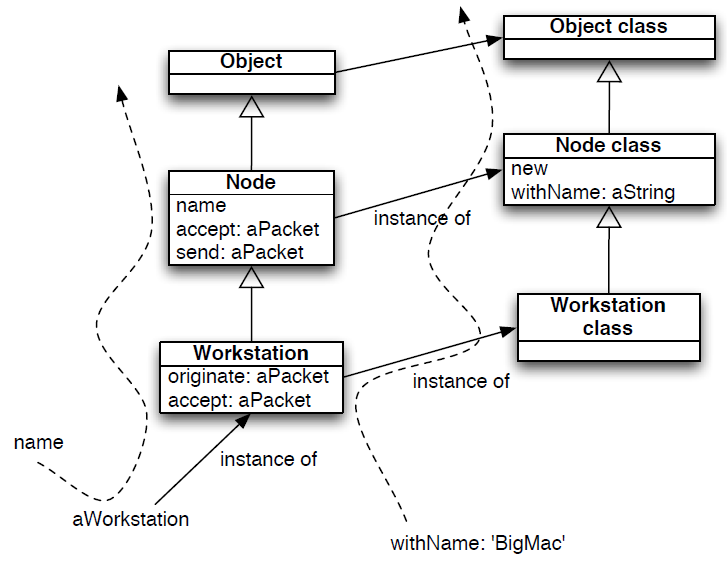 Object
Object class
Node
name
accept: aPacket
send: aPacket
Node class
new
withName: aString
instance of
Workstation
originate: aPacket
accept: aPacket
Workstation
class
instance of
name
instance of
aWorkstation
withName: 'BigMac'